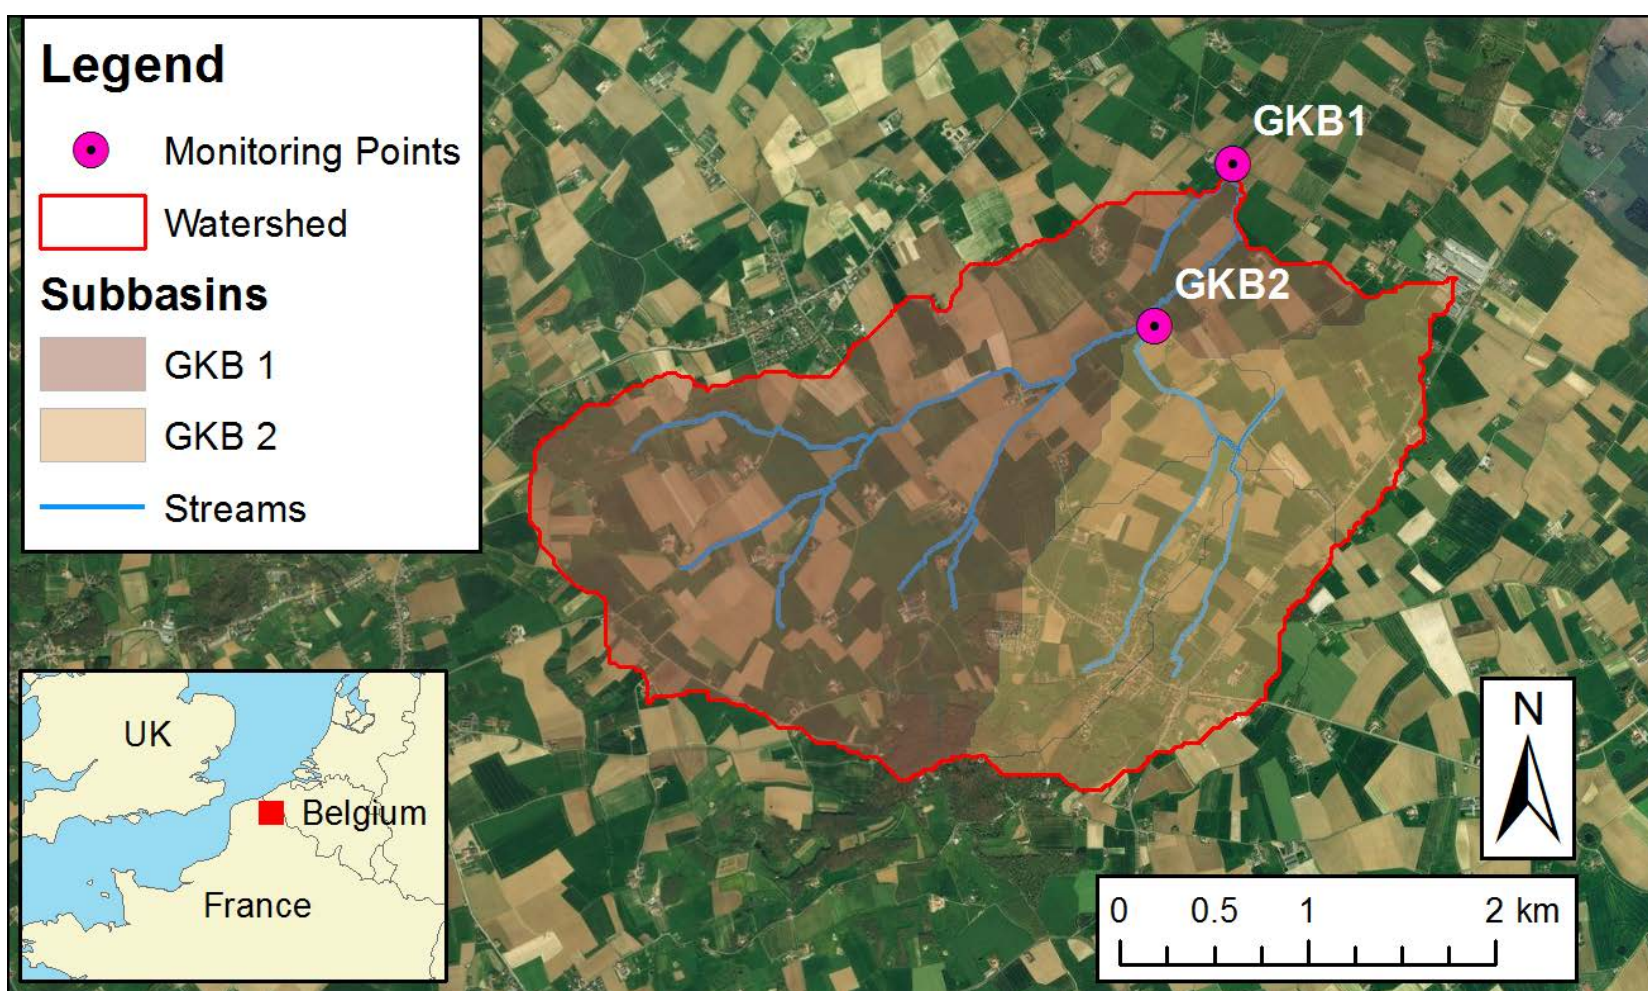 Legend
Monitoring Points
Watershed
Subbasins
GKB 1
GKB 2
Streams
GKB1
GKB2
UK
Belgium
France
N
0 0.5 1 2 km